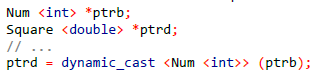 Num <int> *ptrb;
Square <double> *ptrd;
// ...
ptrd = dynamic_cast <Num <int>> (ptrb);